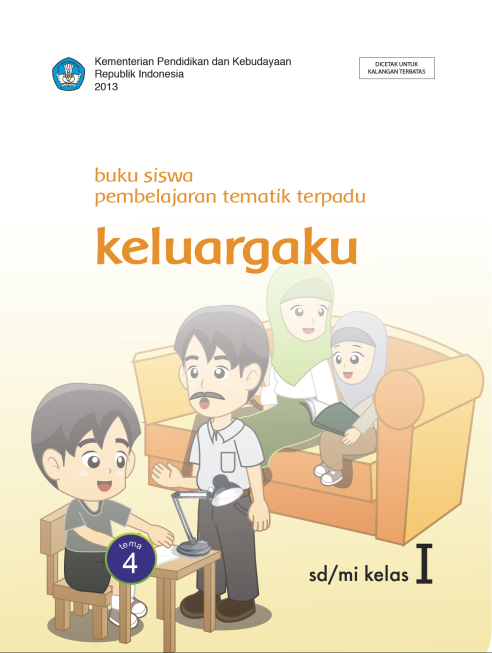 Kementerian Pendidikan dan Kebudayaan
Republik Indonesia
2013
DICETAK UNTUK
KALANGAN TERBATAS
buku siswa
pembelajaran tematik terpadu
keluargaku
tema
4
sd/mi kelas I